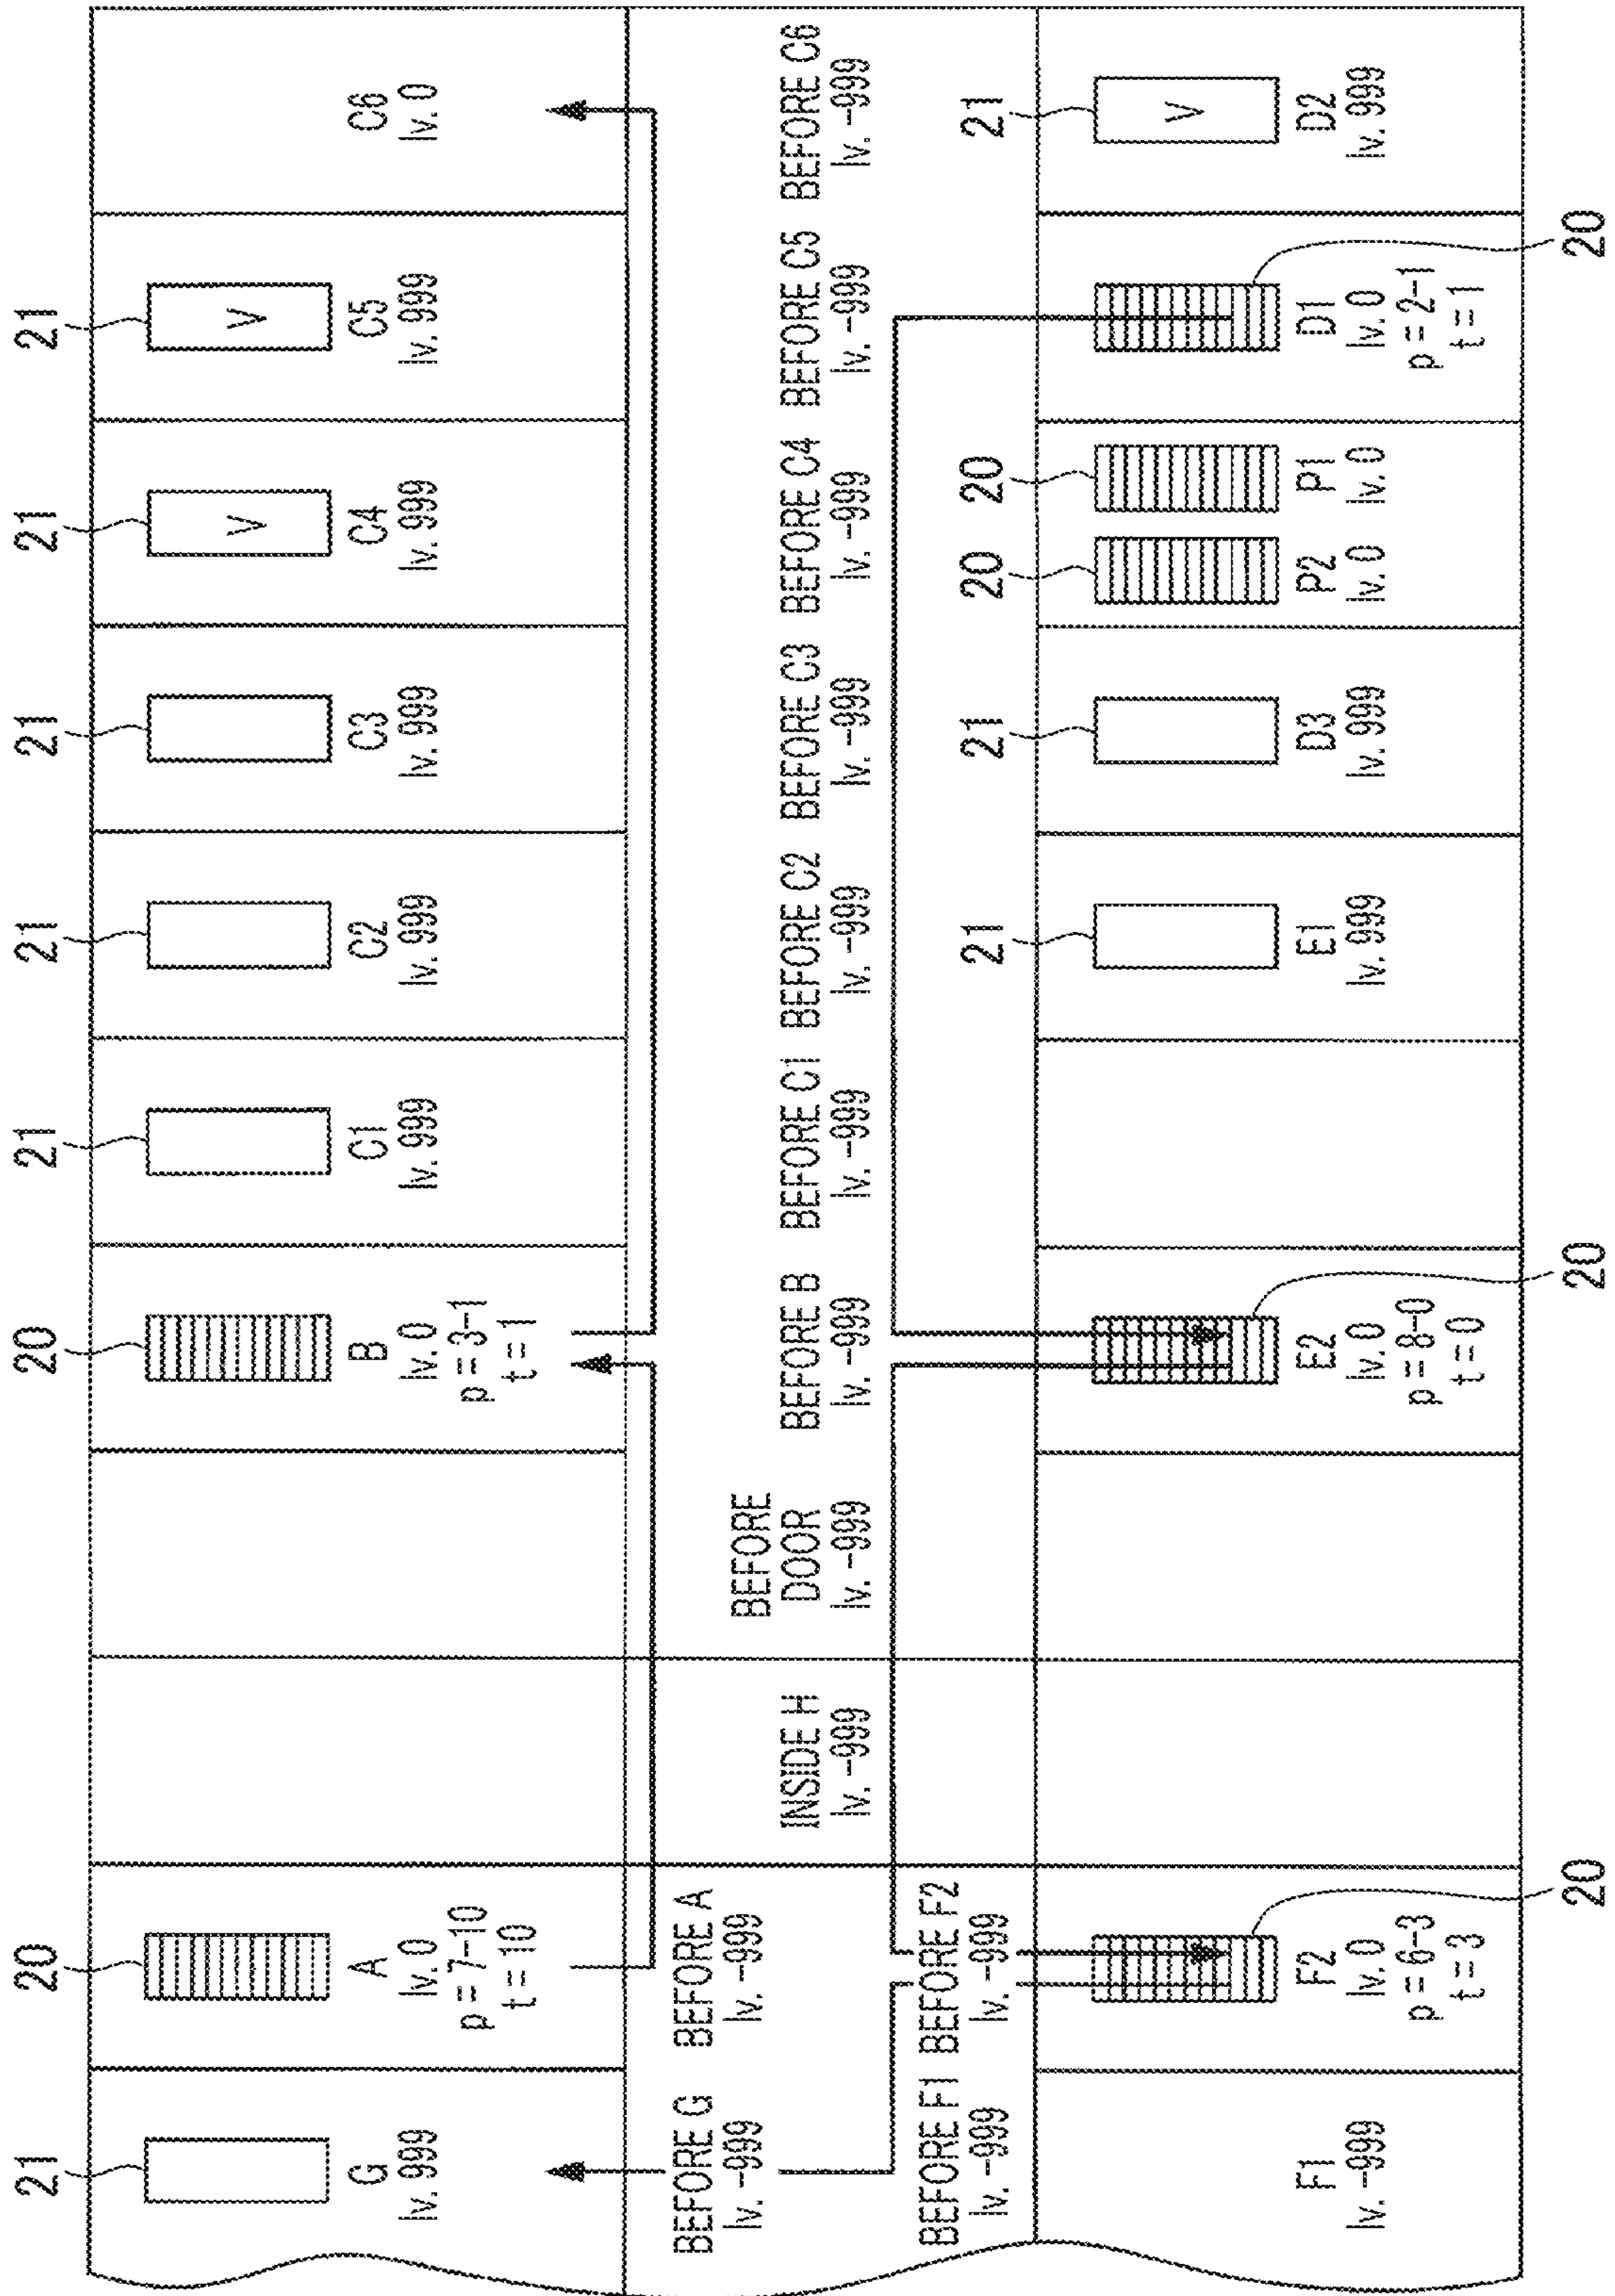 21
20
20
21
21
21
21
21
V
V
G
lv. 999
A
lv. 0
p = 7-10
t = 10
B
lv. 0
p = 3-1
t = 1
C1
lv. 999
C2
lv. 999
C3
lv. 999
C4
lv. 999
C5
lv. 999
C6
lv. 0
BEFORE G
lv. -999
BEFORE A
lv. -999
INSIDE H
lv. -999
BEFORE
DOOR
lv. -999
BEFORE B
lv. -999
BEFORE C1
lv. -999
BEFORE C2
lv. -999
BEFORE C3
lv. -999
BEFORE C4
lv. -999
BEFORE C5
lv. -999
BEFORE C6
lv. -999
BEFORE F1
lv. -999
BEFORE F2
lv. -999
21
21
20
20
21
V
F1
lv. -999
F2
lv. 0
p = 6-3
t = 3
E2
lv. 0
p = 8-0
t = 0
E1
lv. 999
D3
lv. 999
P2
lv. 0
P1
lv. 0
D1
lv. 0
p = 2-1
t = 1
D2
lv. 999
20
20
20